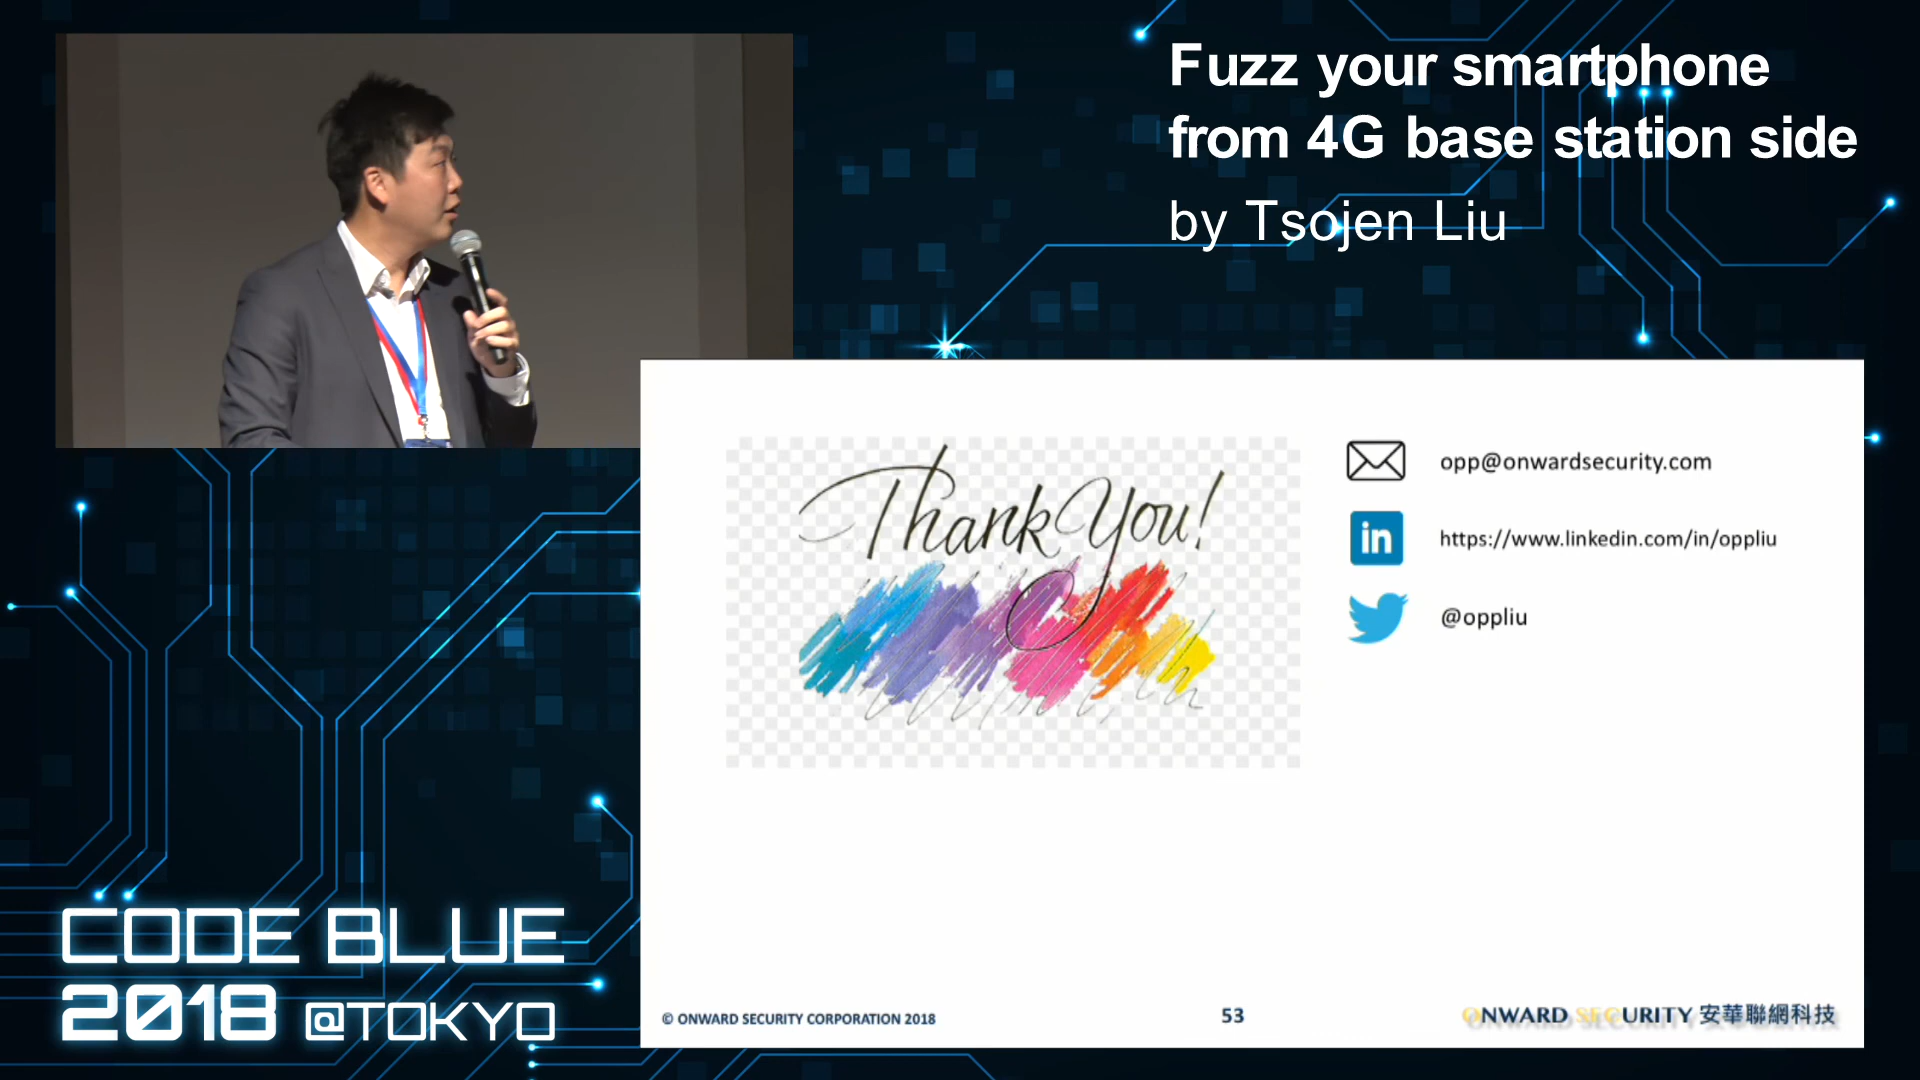 Fuzz your smartphone
from 4G base station side
by Tsojen Liu
Thank You!
opp@onwardsecurity.com
in
https://www.linkedin.com/in/oppliu
@oppliu
© ONWARD SECURITY CORPORATION 2018
53
ONWARD SECURITY 安華聯網科技
CODE BLUE
2018 @TOKYO